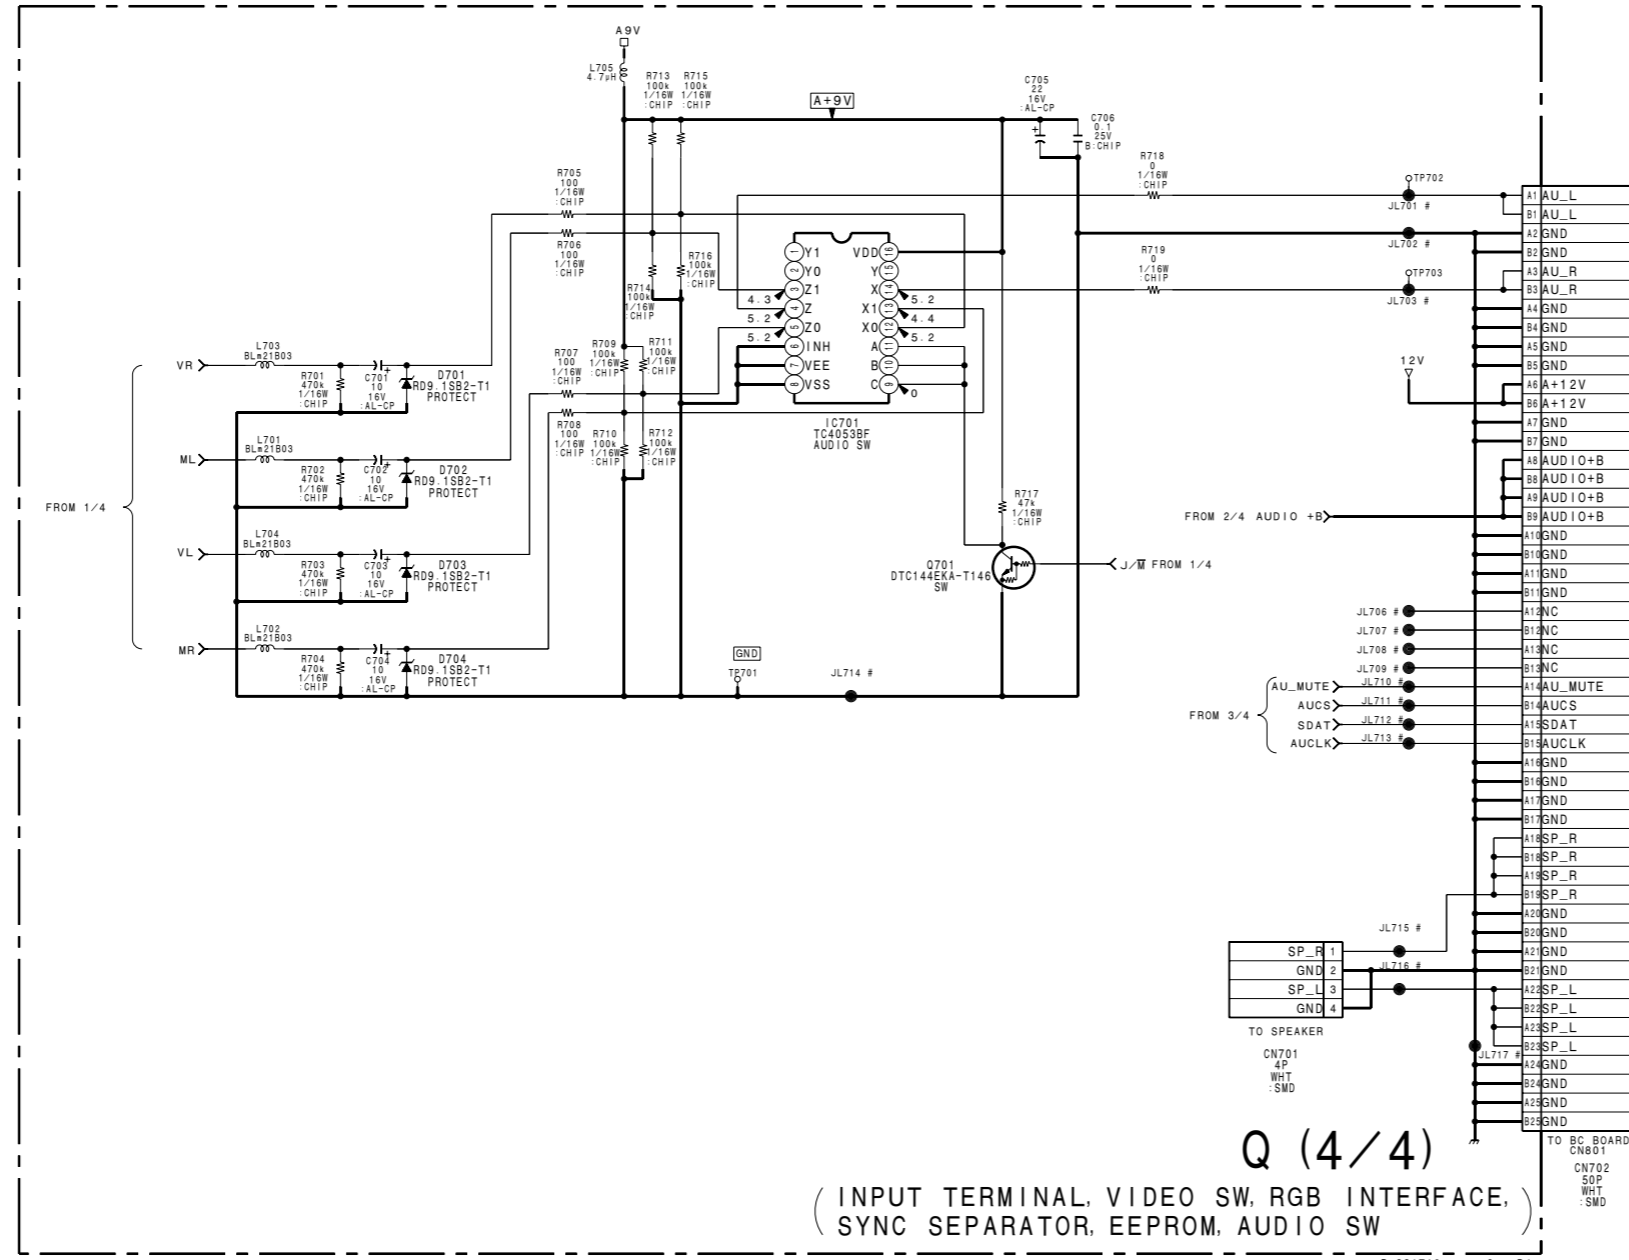 A9V
L705
4.7µH
R713
100k
1/16W
:CHIP
R715
100k
1/16W
:CHIP
A+9V
C705
22
16V
:AL-CP
C706
0.1
25V
B:CHIP
R718
0
1/16W
:CHIP
TP702
JL701 #
R705
100
1/16W
:CHIP
R706
100
1/16W
:CHIP
JL702 #
R719
0
1/16W
:CHIP
TP703
JL703 #
R716
100k
1/16W
:CHIP
R714
100k
1/16W
:CHIP
1 Y1
2 Y0
3 Z1
4 Z
5 Z0
6 INH
7 VEE
8 VSS
VDD 16
Y 15
X 14
X1 13
X0 12
A 11
B 10
C 9
4.3
5.2
5.2
5.2
4.4
5.2
0
IC701
TC4053BF
AUDIO SW
R707
100
1/16W
:CHIP
R709
100k
1/16W
:CHIP
R711
100k
1/16W
:CHIP
R708
100
1/16W
:CHIP
R710
100k
1/16W
:CHIP
R712
100k
1/16W
:CHIP
FROM 1/4
VR
L703
BLm21B03
R701
470k
1/16W
:CHIP
C701
10
16V
:AL-CP
D701
RD9.1SB2-T1
PROTECT
ML
L701
BLm21B03
R702
470k
1/16W
:CHIP
C702
10
16V
:AL-CP
D702
RD9.1SB2-T1
PROTECT
VL
L704
BLm21B03
R703
470k
1/16W
:CHIP
C703
10
16V
:AL-CP
D703
RD9.1SB2-T1
PROTECT
MR
L702
BLm21B03
R704
470k
1/16W
:CHIP
C704
10
16V
:AL-CP
D704
RD9.1SB2-T1
PROTECT
R717
47k
1/16W
:CHIP
Q701
DTC144EKA-T146
SW
J/M̅ FROM 1/4
GND
TP701
JL714 #
12V
FROM 2/4 AUDIO +B
JL706 #
JL707 #
JL708 #
JL709 #
FROM 3/4
AU_MUTE
JL710 #
AUCS
JL711 #
SDAT
JL712 #
AUCLK
JL713 #
A1 AU_L
B1 AU_L
A2 GND
B2 GND
A3 AU_R
B3 AU_R
A4 GND
B4 GND
A5 GND
B5 GND
A6 A+12V
B6 A+12V
A7 GND
B7 GND
A8 AUDIO+B
B8 AUDIO+B
A9 AUDIO+B
B9 AUDIO+B
A10 GND
B10 GND
A11 GND
B11 GND
A12 NC
B12 NC
A13 NC
B13 NC
A14 AU_MUTE
B14 AUCS
A15 SDAT
B15 AUCLK
A16 GND
B16 GND
A17 GND
B17 GND
A18 SP_R
B18 SP_R
A19 SP_R
B19 SP_R
A20 GND
B20 GND
A21 GND
B21 GND
A22 SP_L
B22 SP_L
A23 SP_L
B23 SP_L
A24 GND
B24 GND
A25 GND
B25 GND
JL715 #
JL716 #
JL717 #
SP_R 1
GND 2
SP_L 3
GND 4
TO SPEAKER
CN701
4P
WHT
:SMD
TO BC BOARD
CN801
CN702
50P
WHT
:SMD
Q (4/4)
(INPUT TERMINAL, VIDEO SW, RGB INTERFACE,
SYNC SEPARATOR, EEPROM, AUDIO SW)